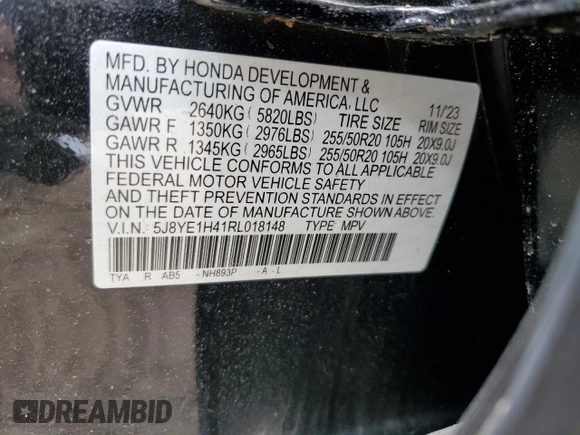 MFD. BY HONDA DEVELOPMENT &
MANUFACTURING OF AMERICA, LLC 11/23
GVWR 2640KG ( 5820LBS) TIRE SIZE RIM SIZE
GAWR F 1350KG ( 2976LBS) 255/50R20 105H 20X9.0J
GAWR R 1345KG ( 2965LBS) 255/50R20 105H 20X9.0J
THIS VEHICLE CONFORMS TO ALL APPLICABLE
FEDERAL MOTOR VEHICLE SAFETY
AND THEFT PREVENTION STANDARDS IN EFFECT
ON THE DATE OF MANUFACTURE SHOWN ABOVE.
V.I.N.: 5J8YE1H41RL018148 TYPE MPV
TYA R AB5 -NH893P -A-L
DREAMBID